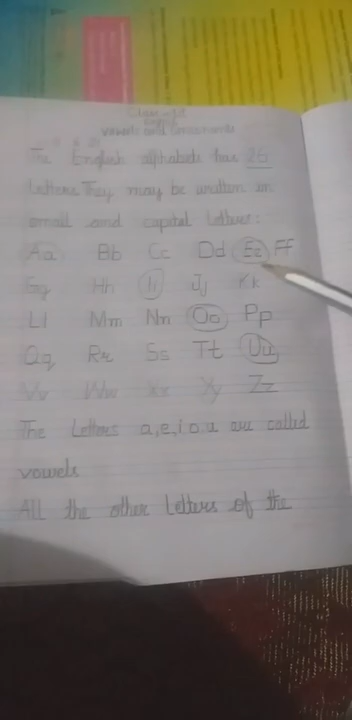 Vowels and Consonants
The English alphabets has 26
Letters They may be written in
small and capital Letters:
Aa Bb Cc Dd Ee Ff
Gg Hh Ii Jj Kk
Ll Mm Nn Oo Pp
Qq Rr Ss Tt Uu
Vv Ww Xx Yy Zz
The Letters a,e,i o,u are called
vowels
All the other Letters of the